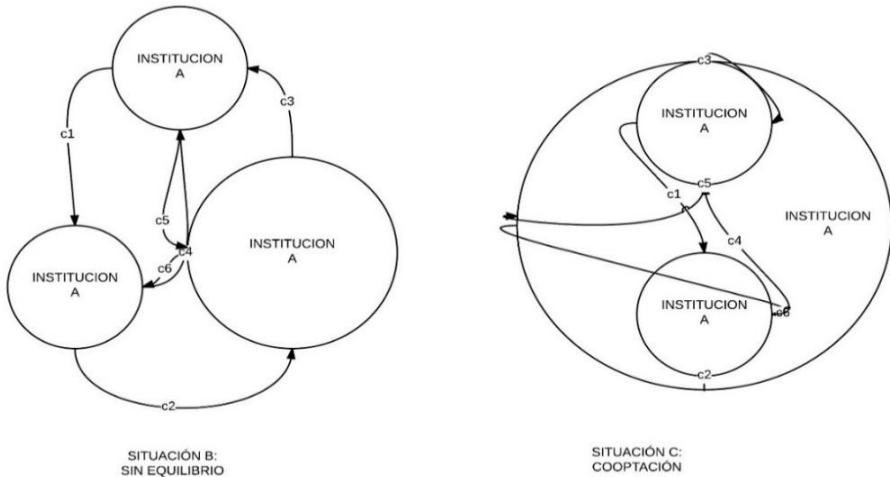 INSTITUCION
A
c1
c3
c5
c4
c6
INSTITUCION
A
INSTITUCION
A
c2
SITUACIÓN B:
SIN EQUILIBRIO
c3
INSTITUCION
A
c5
c1
c4
INSTITUCION
A
INSTITUCION
A
c6
c2
SITUACIÓN C:
COOPTACIÓN